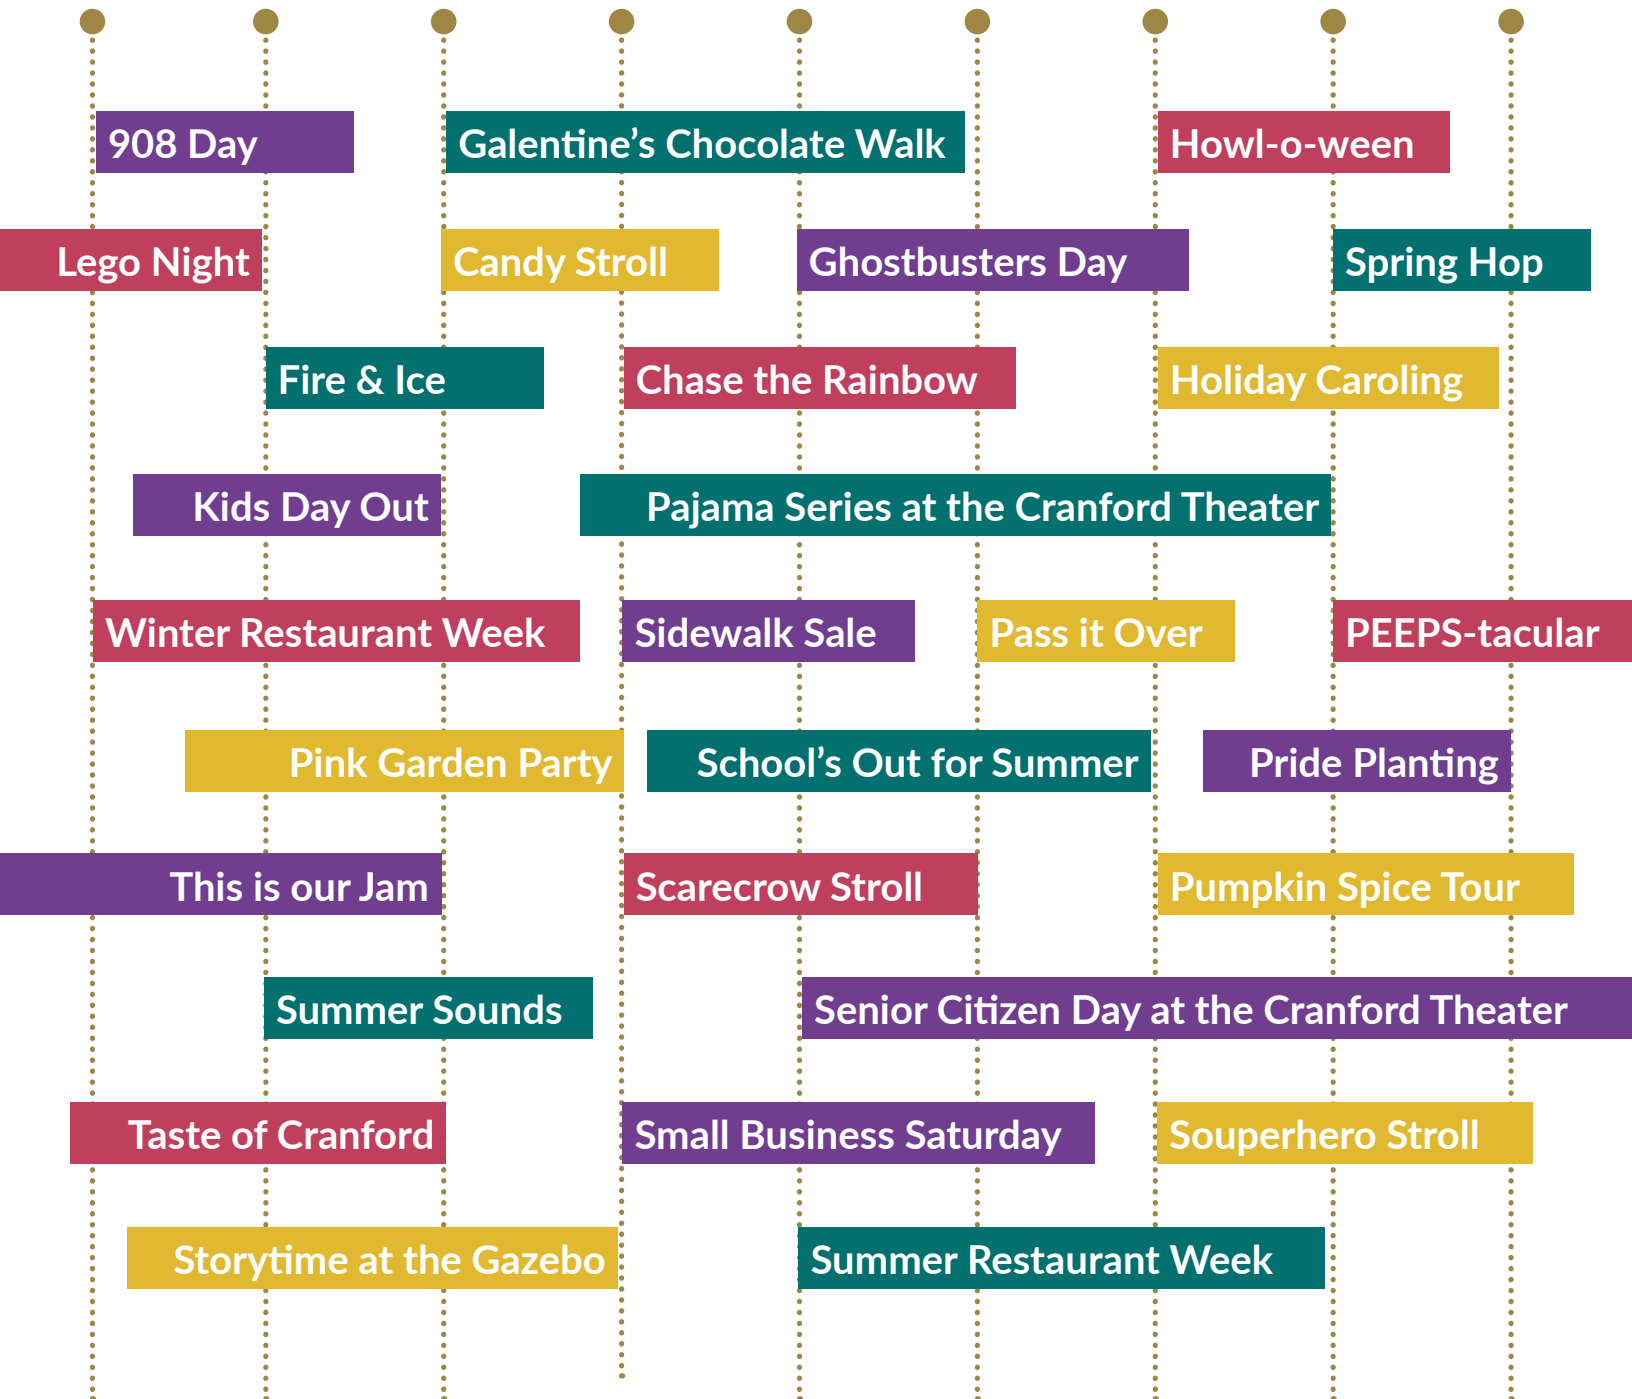 908 Day
Galentine’s Chocolate Walk
Howl-o-ween
Lego Night
Candy Stroll
Ghostbusters Day
Spring Hop
Fire & Ice
Chase the Rainbow
Holiday Caroling
Kids Day Out
Pajama Series at the Cranford Theater
Winter Restaurant Week
Sidewalk Sale
Pass it Over
PEEPS-tacular
Pink Garden Party
School’s Out for Summer
Pride Planting
This is our Jam
Scarecrow Stroll
Pumpkin Spice Tour
Summer Sounds
Senior Citizen Day at the Cranford Theater
Taste of Cranford
Small Business Saturday
Souperhero Stroll
Storytime at the Gazebo
Summer Restaurant Week